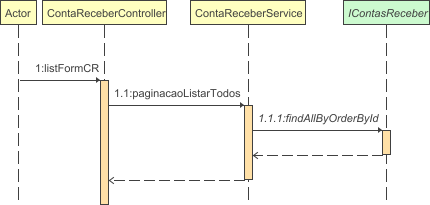 Actor
ContaReceberController
ContaReceberService
IContasReceber
1:listFormCR
1.1:paginacaoListarTodos
1.1.1:findAllByOrderById